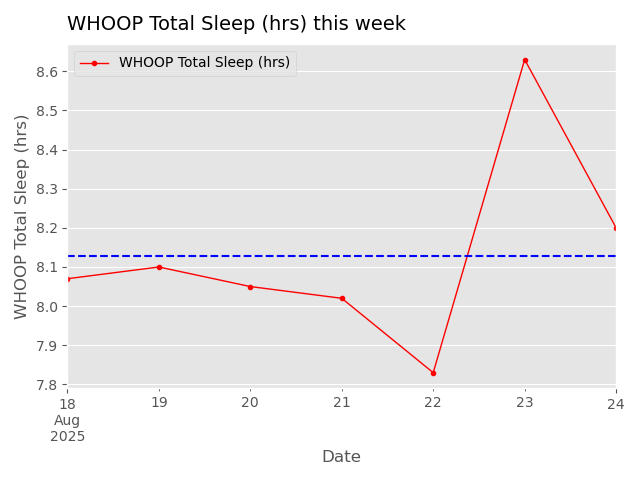 WHOOP Total Sleep (hrs) this week
WHOOP Total Sleep (hrs)
WHOOP Total Sleep (hrs)
8.6
8.5
8.4
8.3
8.2
8.1
8.0
7.9
7.8
18 19 20 21 22 23 24
Aug
2025
Date